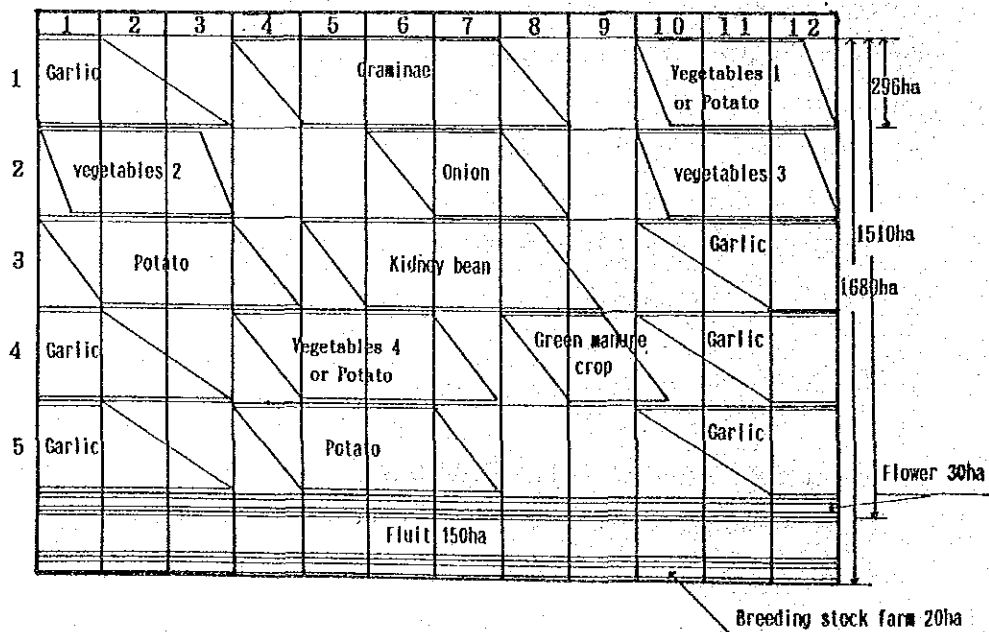 1 2 3 4 5 6 7 8 9 10 11 12
1 Garlic Graminae Vegetables 1
or Potato
296ha
2 vegetables 2 Onion vegetables 3
1510ha
3 Potato Kidney bean Garlic
1680ha
4 Garlic Vegetables 4
or Potato
Green manure
crop
Garlic
5 Garlic Potato Garlic
Flower 30ha
Fluit 150ha
Breeding stock farm 20ha